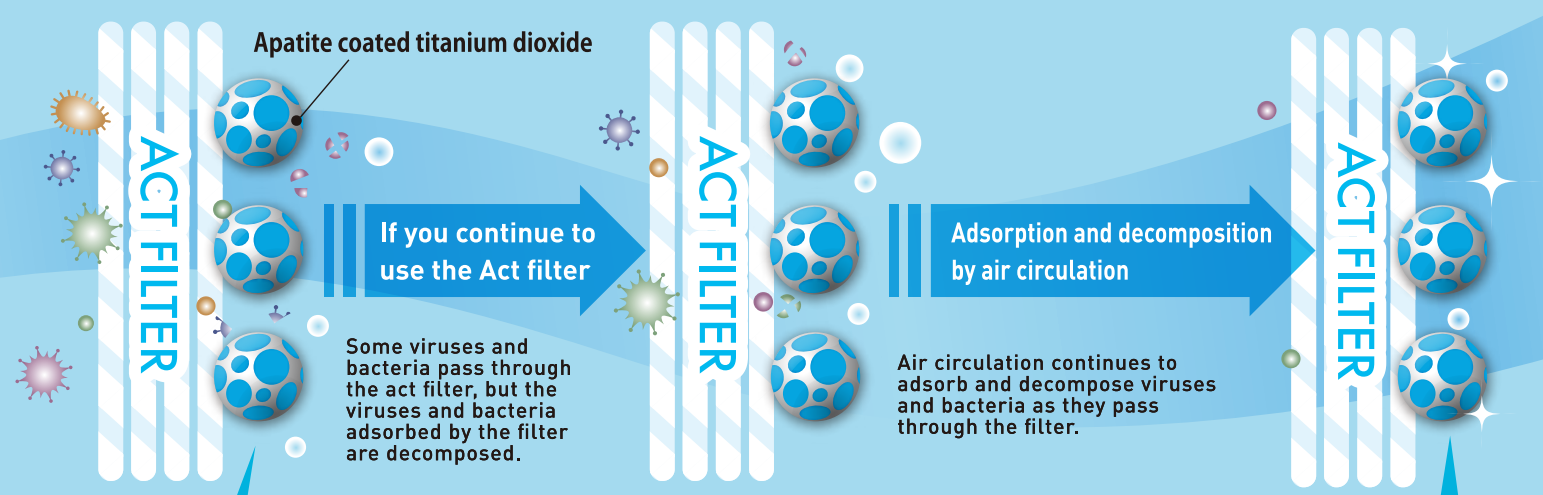 Apatite coated titanium dioxide
ACT FILTER
If you continue to
use the Act filter
Some viruses and
bacteria pass through
the act filter, but the
viruses and bacteria
adsorbed by the filter
are decomposed.
ACT FILTER
Adsorption and decomposition
by air circulation
Air circulation continues to
adsorb and decompose viruses
and bacteria as they pass
through the filter.
ACT FILTER